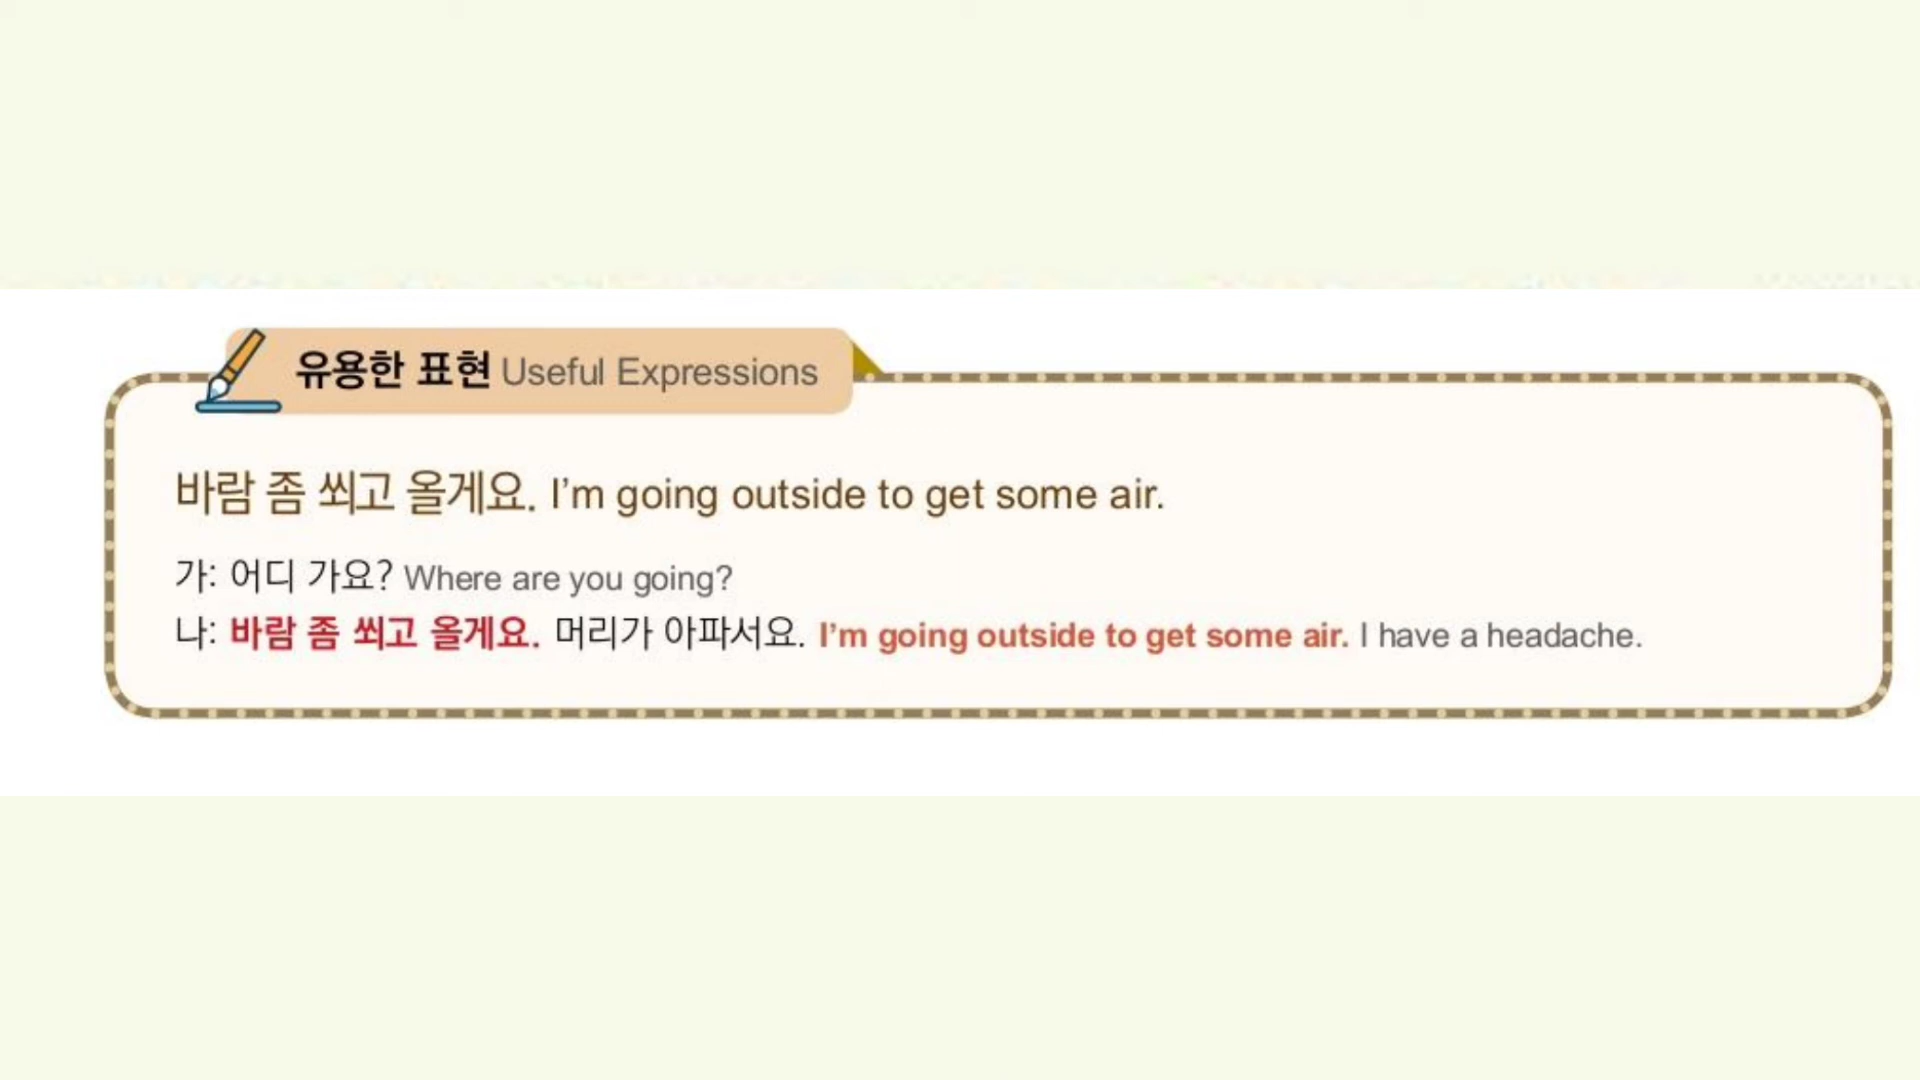 유용한 표현 Useful Expressions
바람 좀 쐬고 올게요. I’m going outside to get some air.
가: 어디 가요? Where are you going?
나: 바람 좀 쐬고 올게요. 머리가 아파서요. I’m going outside to get some air. I have a headache.